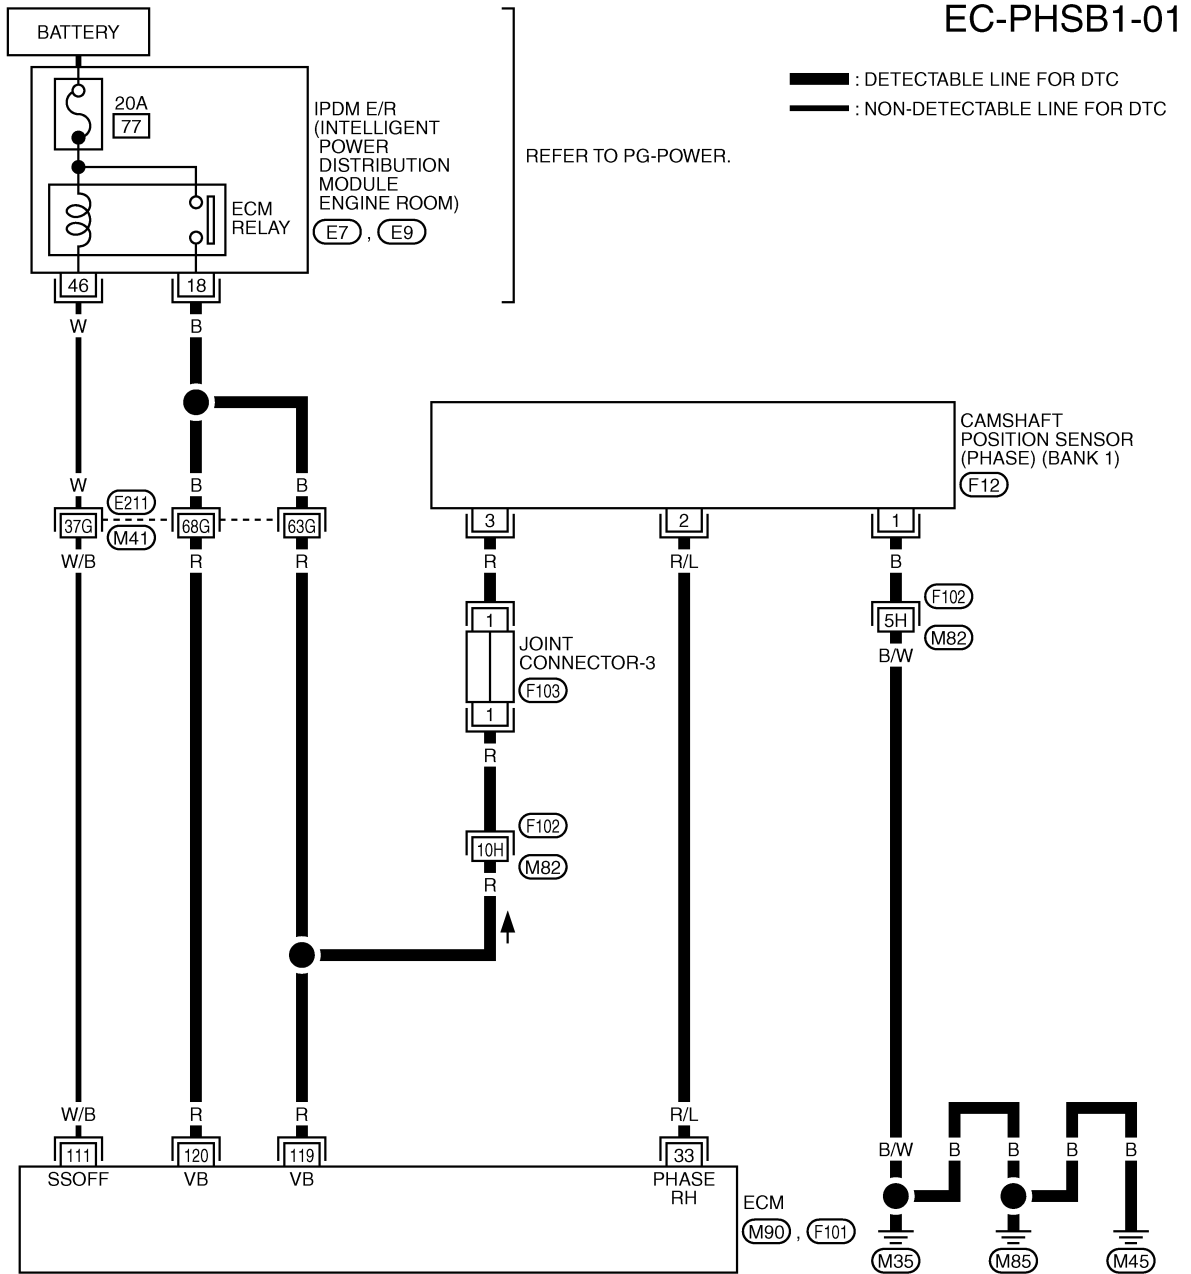 EC-PHSB1-01
BATTERY
: DETECTABLE LINE FOR DTC
: NON-DETECTABLE LINE FOR DTC
20A
77
IPDM E/R
(INTELLIGENT
POWER
DISTRIBUTION
MODULE
ENGINE ROOM)
E7 , E9
REFER TO PG-POWER.
ECM
RELAY
46 18
W B
CAMSHAFT
POSITION SENSOR
(PHASE) (BANK 1)
F12
W B B
E211
37G 68G 63G
M41
3 2 1
W/B R R R R/L B
F102
1 5H
M82
JOINT
CONNECTOR-3
B/W
F103
1
R
F102
10H
M82
R
W/B R R R/L
111 120 119 33
B/W B B B B
SSOFF VB VB PHASE
RH
ECM
M90 , F101
M35 M85 M45